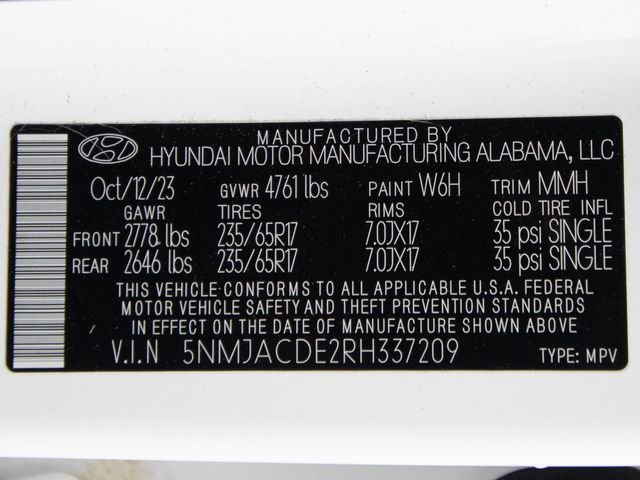 MANUFACTURED BY
HYUNDAI MOTOR MANUFACTURING ALABAMA, LLC
Oct/12/23 GVWR 4761 lbs PAINT W6H TRIM MMH
GAWR TIRES RIMS COLD TIRE INFL
FRONT 2778 lbs 235/65R17 7.0JX17 35 psi SINGLE
REAR 2646 lbs 235/65R17 7.0JX17 35 psi SINGLE
THIS VEHICLE CONFORMS TO ALL APPLICABLE U.S.A. FEDERAL
MOTOR VEHICLE SAFETY AND THEFT PREVENTION STANDARDS
IN EFFECT ON THE DATE OF MANUFACTURE SHOWN ABOVE
V.I.N 5NMJACDE2RH337209 TYPE: MPV